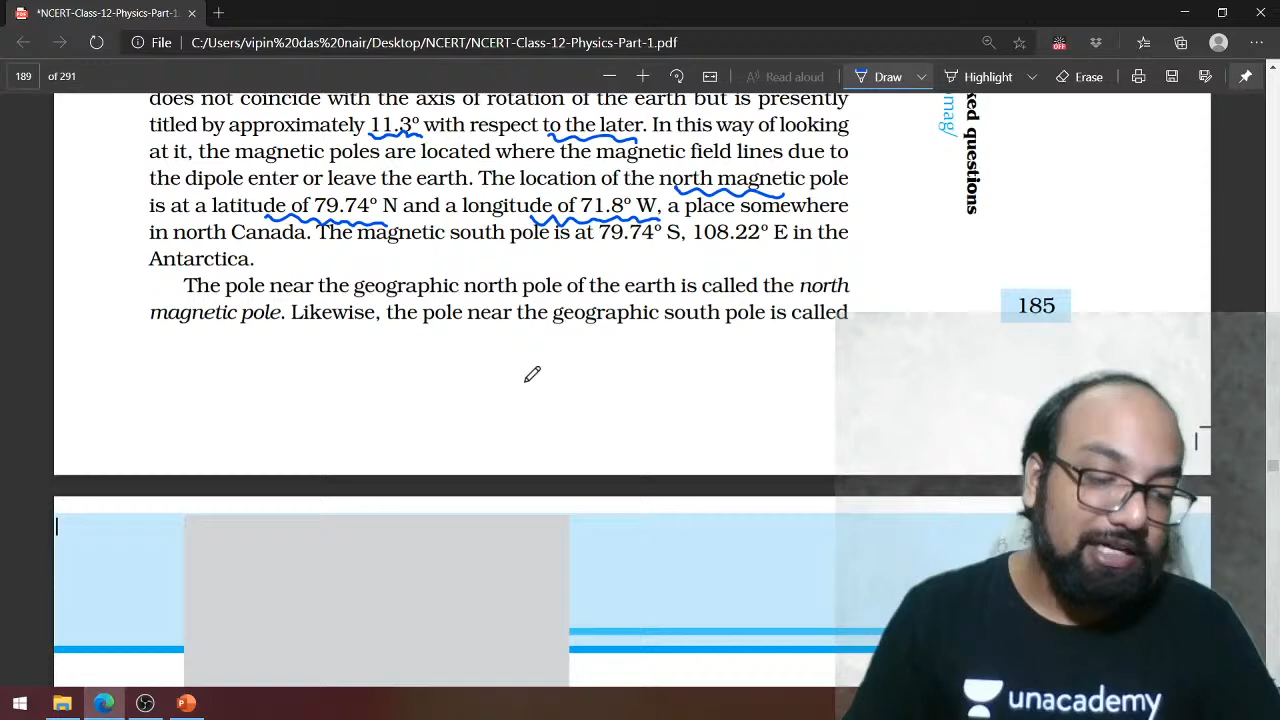 *NCERT-Class-12-Physics-Part-1.
File C:/Users/vipin%20das%20nair/Desktop/NCERT/NCERT-Class-12-Physics-Part-1.pdf
189 of 291 Read aloud Draw Highlight Erase
does not coincide with the axis of rotation of the earth but is presently
titled by approximately 11.3° with respect to the later. In this way of looking
at it, the magnetic poles are located where the magnetic field lines due to
the dipole enter or leave the earth. The location of the north magnetic pole
is at a latitude of 79.74° N and a longitude of 71.8° W, a place somewhere
in north Canada. The magnetic south pole is at 79.74° S, 108.22° E in the
Antarctica.
The pole near the geographic north pole of the earth is called the north
magnetic pole. Likewise, the pole near the geographic south pole is called
mag/
ked questions
185
unacademy